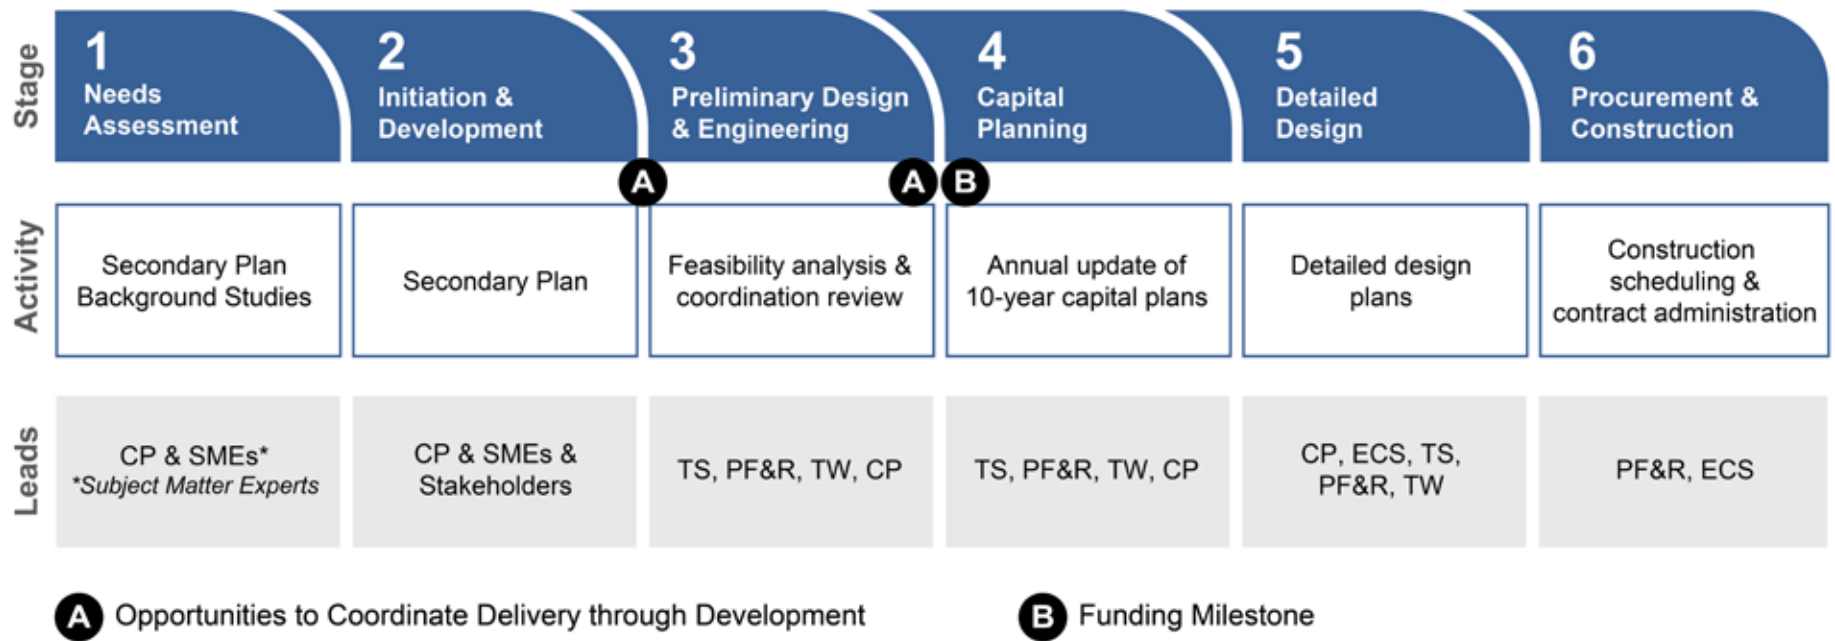 Stage
1
Needs
Assessment
2
Initiation &
Development
3
Preliminary Design
& Engineering
4
Capital
Planning
5
Detailed
Design
6
Procurement &
Construction
A
A
B
Activity
Secondary Plan
Background Studies
Secondary Plan
Feasibility analysis &
coordination review
Annual update of
10-year capital plans
Detailed design
plans
Construction
scheduling &
contract administration
Leads
CP & SMEs*
*Subject Matter Experts
CP & SMEs &
Stakeholders
TS, PF&R, TW, CP
TS, PF&R, TW, CP
CP, ECS, TS,
PF&R, TW
PF&R, ECS
A Opportunities to Coordinate Delivery through Development
B Funding Milestone